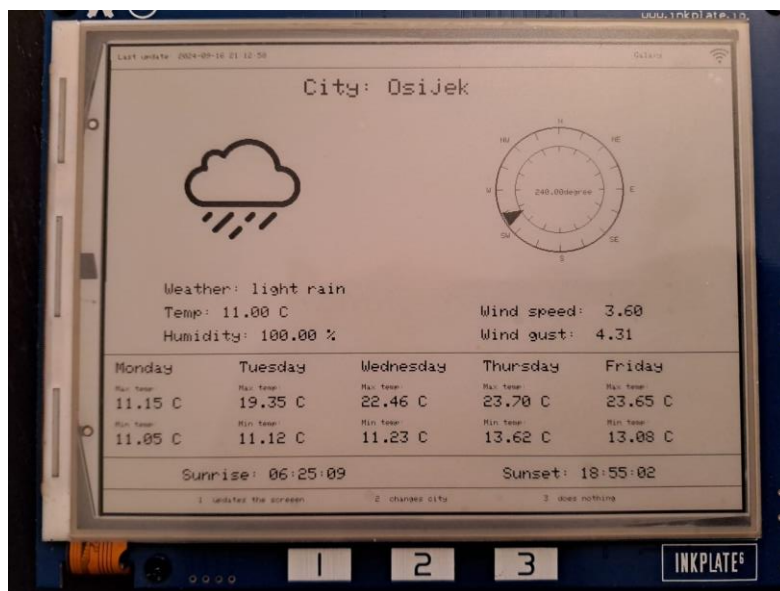 www.inkplate.io
Last update: 2024-09-16 21:12:58
City: Osijek
N
NW NE
W 240.00degree E
SW SE
S
Weather: light rain
Temp: 11.00 C Wind speed: 3.60
Humidity: 100.00 % Wind gust: 4.31
Monday Tuesday Wednesday Thursday Friday
Max temp: Max temp: Max temp: Max temp: Max temp:
11.15 C 19.35 C 22.46 C 23.70 C 23.65 C
Min temp: Min temp: Min temp: Min temp: Min temp:
11.05 C 11.12 C 11.23 C 13.62 C 13.08 C
Sunrise: 06:25:09 Sunset: 18:55:02
1 updates the screen 2 changes city 3 does nothing
1 2 3 INKPLATE6